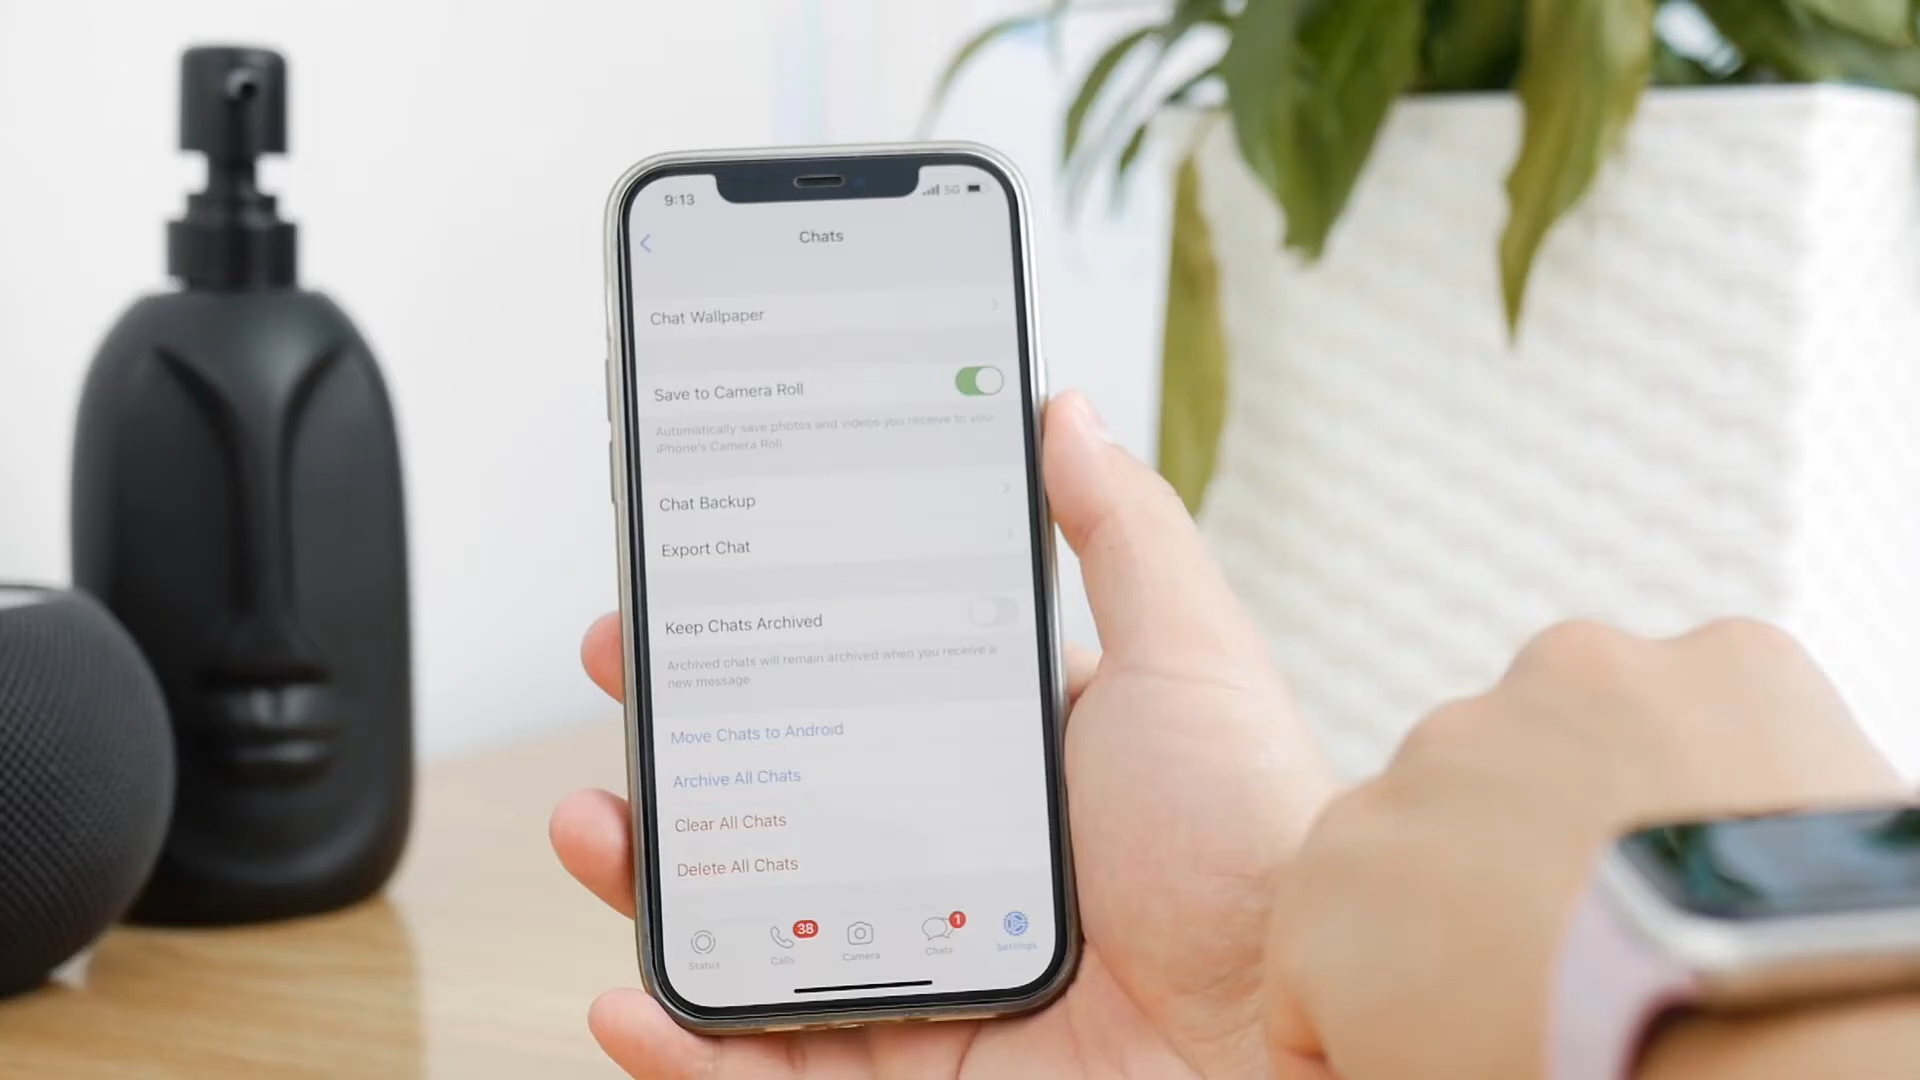 9:13
5G
Chats
Chat Wallpaper
Save to Camera Roll
Automatically save photos and videos you receive to your
iPhone's Camera Roll.
Chat Backup
Export Chat
Keep Chats Archived
Archived chats will remain archived when you receive a
new message.
Move Chats to Android
Archive All Chats
Clear All Chats
Delete All Chats
38
1
Status
Calls
Camera
Chats
Settings